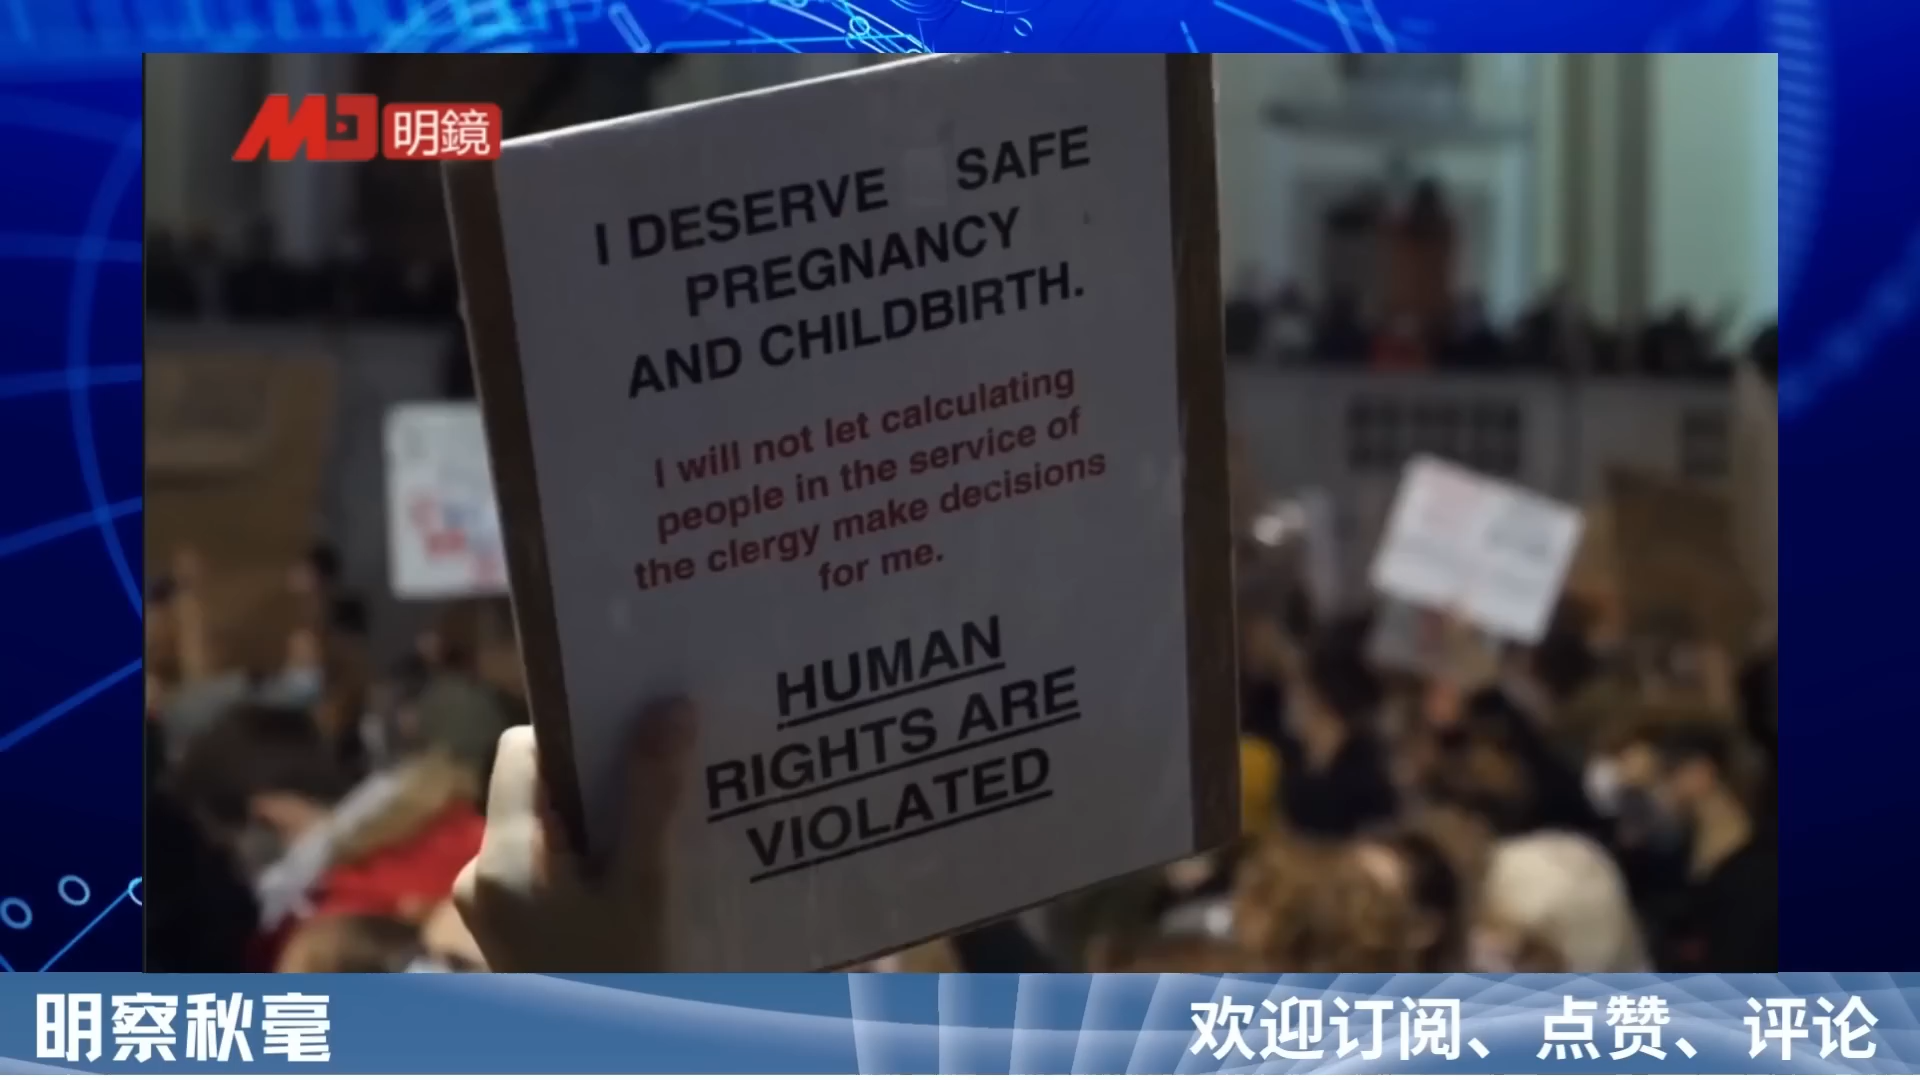 明鏡
I DESERVE SAFE
PREGNANCY
AND CHILDBIRTH.
I will not let calculating
people in the service of
the clergy make decisions
for me.
HUMAN
RIGHTS ARE
VIOLATED
明察秋毫
欢迎订阅、点赞、评论